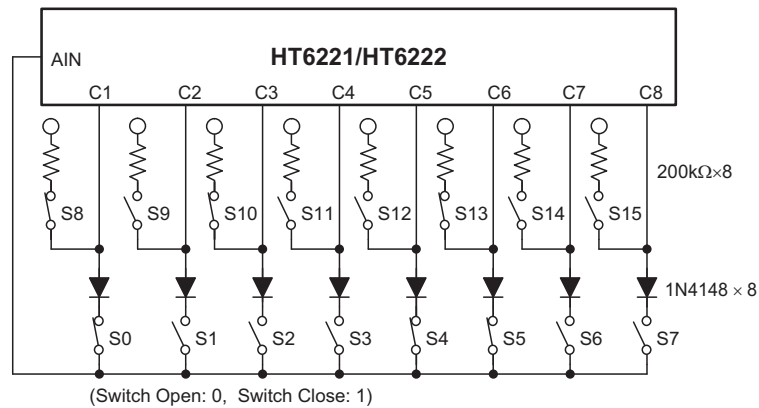 HT6221/HT6222
AIN
C1 C2 C3 C4 C5 C6 C7 C8
200kΩ×8
S8 S9 S10 S11 S12 S13 S14 S15
1N4148 × 8
S0 S1 S2 S3 S4 S5 S6 S7
(Switch Open: 0, Switch Close: 1)